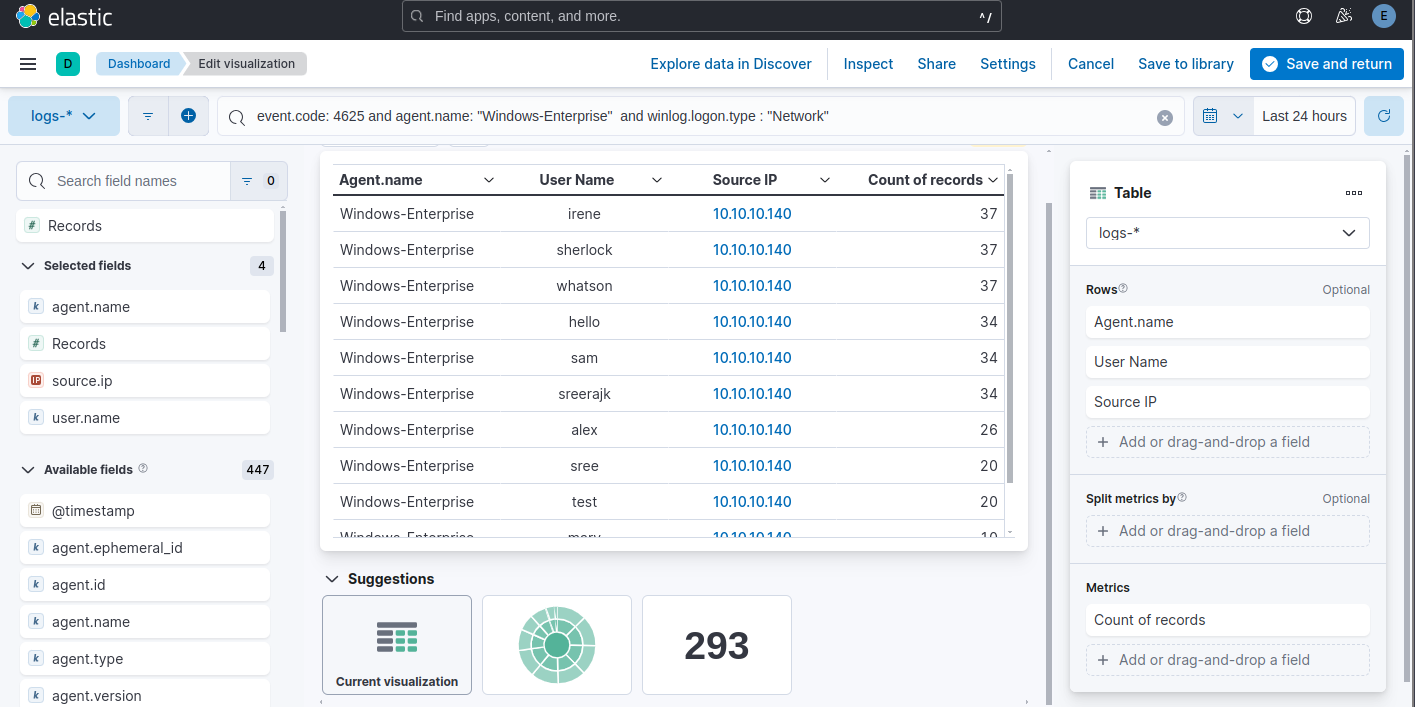 elastic
Find apps, content, and more.
^/
E
D
Dashboard
Edit visualization
Explore data in Discover
Inspect
Share
Settings
Cancel
Save to library
Save and return
logs-*
event.code: 4625 and agent.name: "Windows-Enterprise" and winlog.logon.type : "Network"
Last 24 hours
Search field names
0
# Records
Selected fields
4
k agent.name
# Records
IP source.ip
k user.name
Available fields
447
@timestamp
k agent.ephemeral_id
k agent.id
k agent.name
k agent.type
k agent.version
Agent.name User Name Source IP Count of records
Windows-Enterprise irene 10.10.10.140 37
Windows-Enterprise sherlock 10.10.10.140 37
Windows-Enterprise whatson 10.10.10.140 37
Windows-Enterprise hello 10.10.10.140 34
Windows-Enterprise sam 10.10.10.140 34
Windows-Enterprise sreerajk 10.10.10.140 34
Windows-Enterprise alex 10.10.10.140 26
Windows-Enterprise sree 10.10.10.140 20
Windows-Enterprise test 10.10.10.140 20
Windows-Enterprise 10.10.10.140
Suggestions
Current visualization
293
Table
logs-*
Rows
Optional
Agent.name
User Name
Source IP
+ Add or drag-and-drop a field
Split metrics by
Optional
+ Add or drag-and-drop a field
Metrics
Count of records
+ Add or drag-and-drop a field